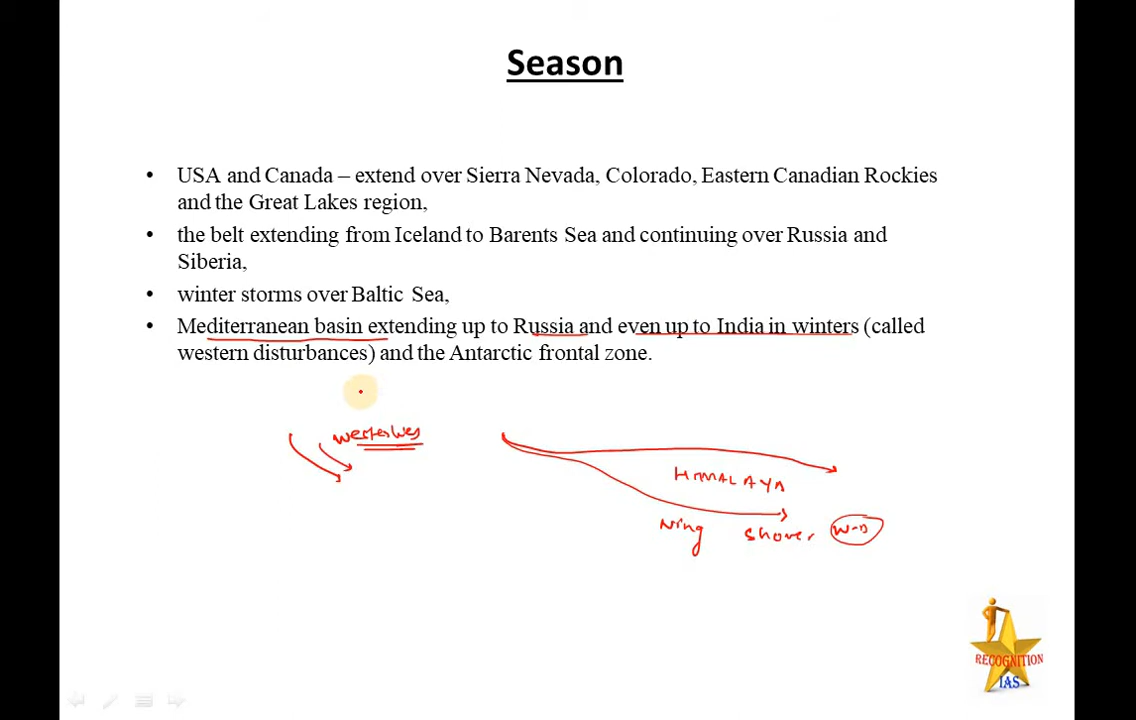 Season
• USA and Canada – extend over Sierra Nevada, Colorado, Eastern Canadian Rockies
and the Great Lakes region,
• the belt extending from Iceland to Barents Sea and continuing over Russia and
Siberia,
• winter storms over Baltic Sea,
• Mediterranean basin extending up to Russia and even up to India in winters (called
western disturbances) and the Antarctic frontal zone.
westerlies
HIMALAYA
shower W-D
RECOGNITION
IAS